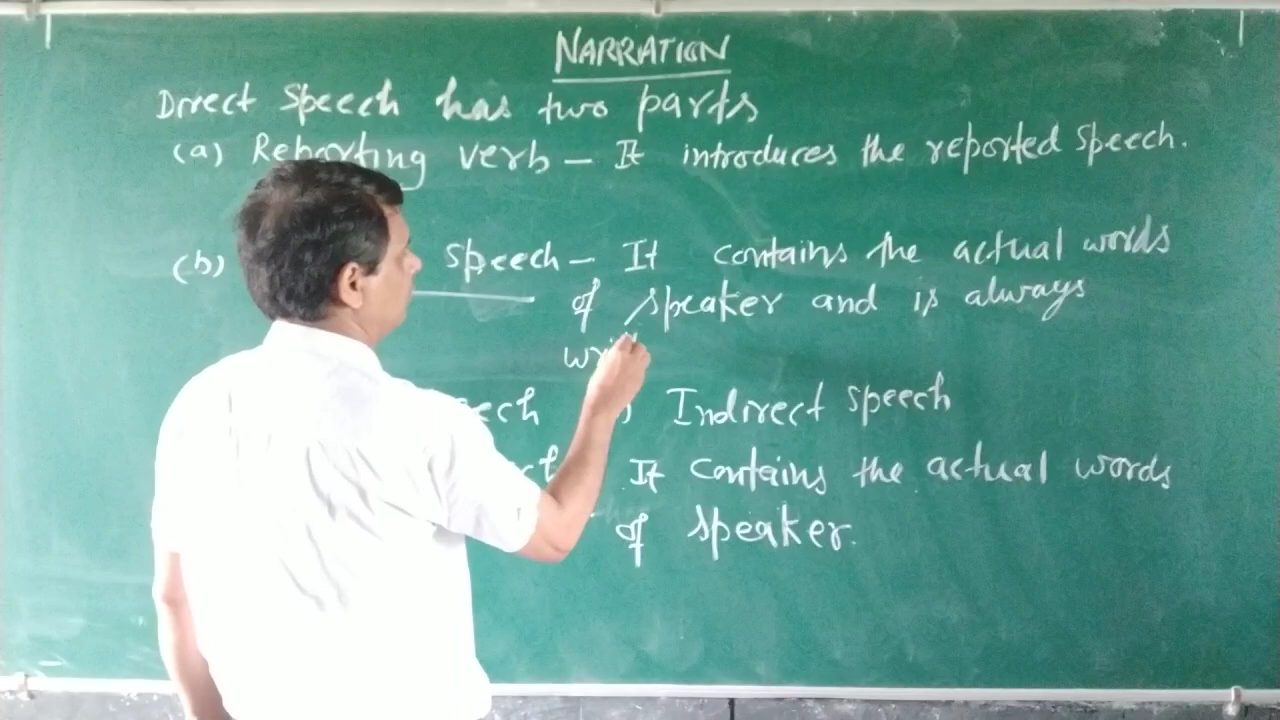 NARRATION
Direct Speech has two parts
(a) Reporting verb – It introduces the reported speech.
(b) speech – It contains the actual words
of speaker and is always
Indirect speech
It contains the actual words
of speaker.